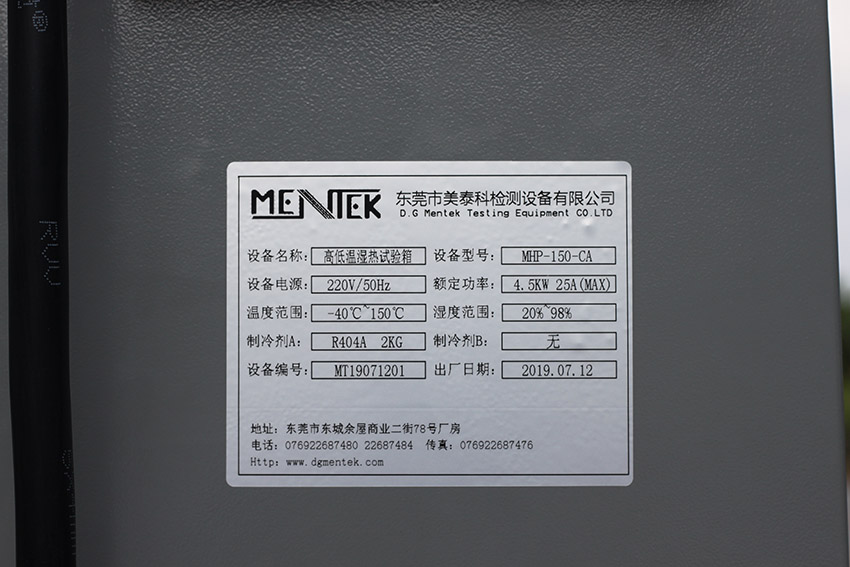 MENTEK 东莞市美泰科检测设备有限公司
D.G Mentek Testing Equipment CO.LTD
设备名称: 高低温湿热试验箱 设备型号: MHP-150-CA
设备电源: 220V/50Hz 额定功率: 4.5KW 25A(MAX)
温度范围: -40℃~150℃ 湿度范围: 20%~98%
制冷剂A: R404A 2KG 制冷剂B: 无
设备编号: MT19071201 出厂日期: 2019.07.12
地址: 东莞市东城余屋商业二街78号厂房
电话: 076922687480 22687484 传真: 076922687476
Http: www.dgmentek.com
RVV